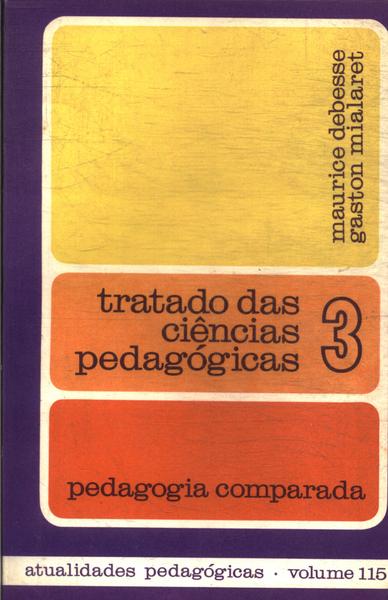 maurice debesse
gaston mialaret
tratado das
ciências
pedagógicas
3
pedagogia comparada
atualidades pedagógicas · volume 115